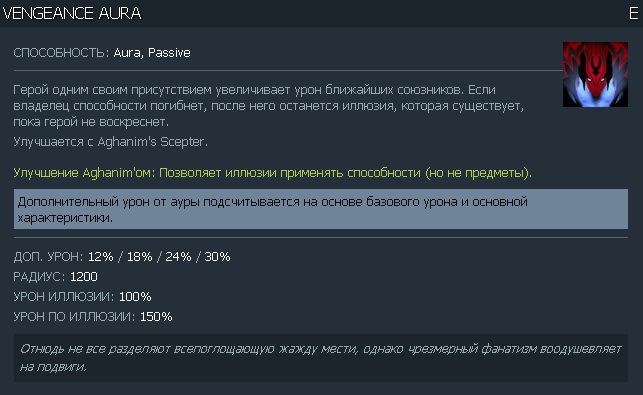 VENGEANCE AURA E
СПОСОБНОСТЬ: Aura, Passive
Герой одним своим присутствием увеличивает урон ближайших союзников. Если
владелец способности погибнет, после него останется иллюзия, которая существует,
пока герой не воскреснет.
Улучшается с Aghanim's Scepter.
Улучшение Aghanim'ом: Позволяет иллюзии применять способности (но не предметы).
Дополнительный урон от ауры подсчитывается на основе базового урона и основной
характеристики.
ДОП. УРОН: 12% / 18% / 24% / 30%
РАДИУС: 1200
УРОН ИЛЛЮЗИИ: 100%
УРОН ПО ИЛЛЮЗИИ: 150%
Отнюдь не все разделяют всепоглощающую жажду мести, однако чрезмерный фанатизм воодушевляет
на подвиги.